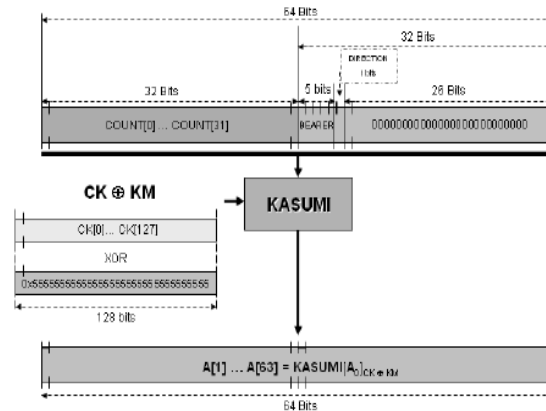 64 Bits
32 Bits
DIRECTION
1 bits
32 Bits
5 bits
26 Bits
COUNT[0]... COUNT[31]
BEARER
00000000000000000000000000
CK ⊕ KM
KASUMI
CK[0]... CK[127]
XOR
128 bits
A[1] ... A[63] = KASUMI[A0]CK ⊕ KM
64 Bits